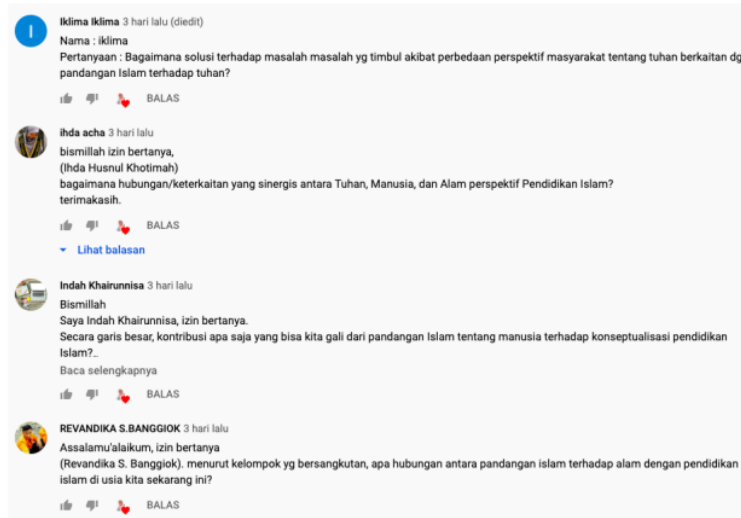 I
Iklima Iklima 3 hari lalu (diedit)
Nama : iklima
Pertanyaan : Bagaimana solusi terhadap masalah masalah yg timbul akibat perbedaan perspektif masyarakat tentang tuhan berkaitan dg
pandangan Islam terhadap tuhan?
BALAS
ihda acha 3 hari lalu
bismillah izin bertanya,
(Ihda Husnul Khotimah)
bagaimana hubungan/keterkaitan yang sinergis antara Tuhan, Manusia, dan Alam perspektif Pendidikan Islam?
terimakasih.
BALAS
Lihat balasan
Indah Khairunnisa 3 hari lalu
Bismillah
Saya Indah Khairunnisa, izin bertanya.
Secara garis besar, kontribusi apa saja yang bisa kita gali dari pandangan Islam tentang manusia terhadap konseptualisasi pendidikan
Islam?..
Baca selengkapnya
BALAS
REVANDIKA S.BANGGIOK 3 hari lalu
Assalamu'alaikum, izin bertanya
(Revandika S. Banggiok). menurut kelompok yg bersangkutan, apa hubungan antara pandangan islam terhadap alam dengan pendidikan
islam di usia kita sekarang ini?
BALAS